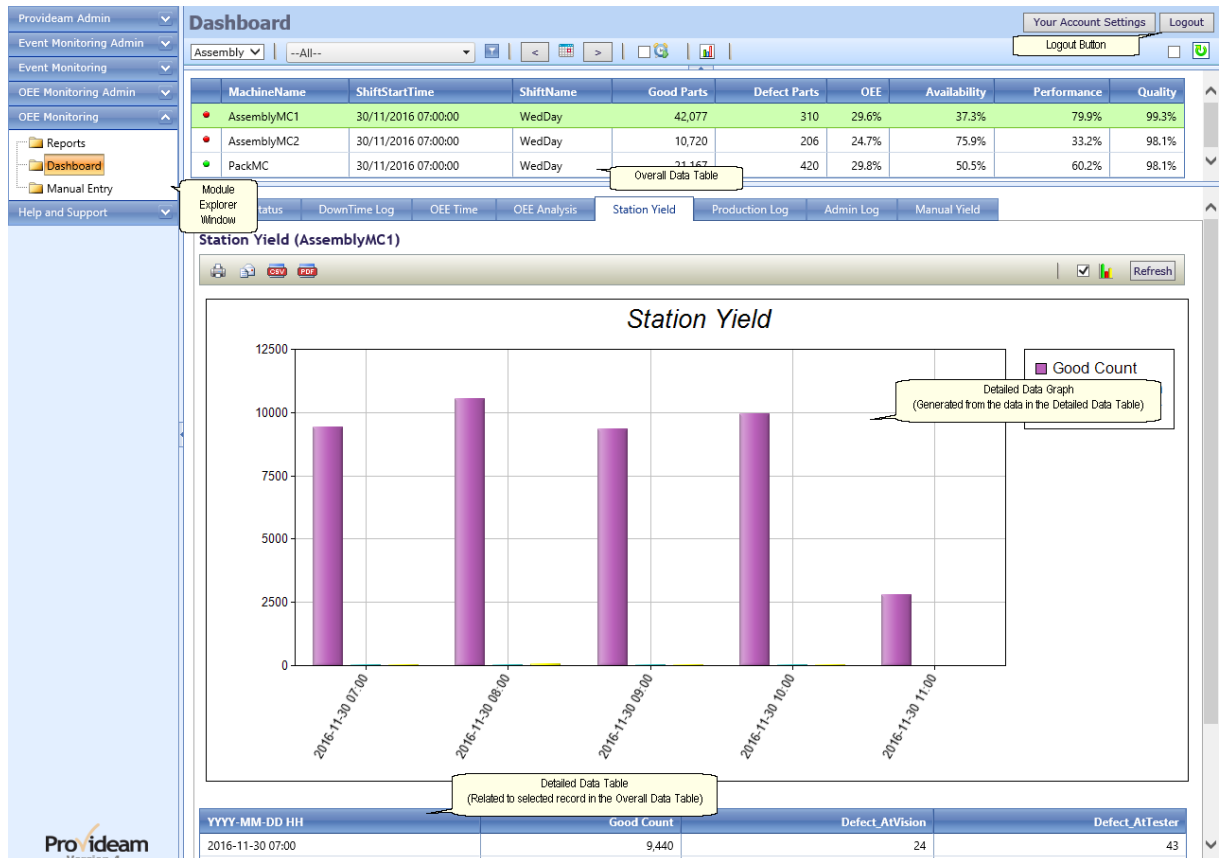 Provideam Admin
Event Monitoring Admin
Event Monitoring
OEE Monitoring Admin
OEE Monitoring
Reports
Dashboard
Manual Entry
Help and Support
Module
Explorer
Window
Dashboard
Your Account Settings
Logout
Logout Button
Assembly
--All--
<
>
MachineName ShiftStartTime ShiftName Good Parts Defect Parts OEE Availability Performance Quality
AssemblyMC1 30/11/2016 07:00:00 WedDay 42,077 310 29.6% 37.3% 79.9% 99.3%
AssemblyMC2 30/11/2016 07:00:00 WedDay 10,720 206 24.7% 75.9% 33.2% 98.1%
PackMC 30/11/2016 07:00:00 WedDay 21,167 420 29.8% 50.5% 60.2% 98.1%
Overall Data Table
DownTime Log OEE Time OEE Analysis Station Yield Production Log Admin Log Manual Yield
Station Yield (AssemblyMC1)
CSV PDF
Refresh
Station Yield
12500
10000
7500
5000
2500
0
Good Count
Detailed Data Graph
(Generated from the data in the Detailed Data Table)
2016-11-30 07:00
2016-11-30 08:00
2016-11-30 09:00
2016-11-30 10:00
2016-11-30 11:00
Detailed Data Table
(Related to selected record in the Overall Data Table)
YYYY-MM-DD HH Good Count Defect_AtVision Defect_AtTester
2016-11-30 07:00 9,440 24 43
Provideam